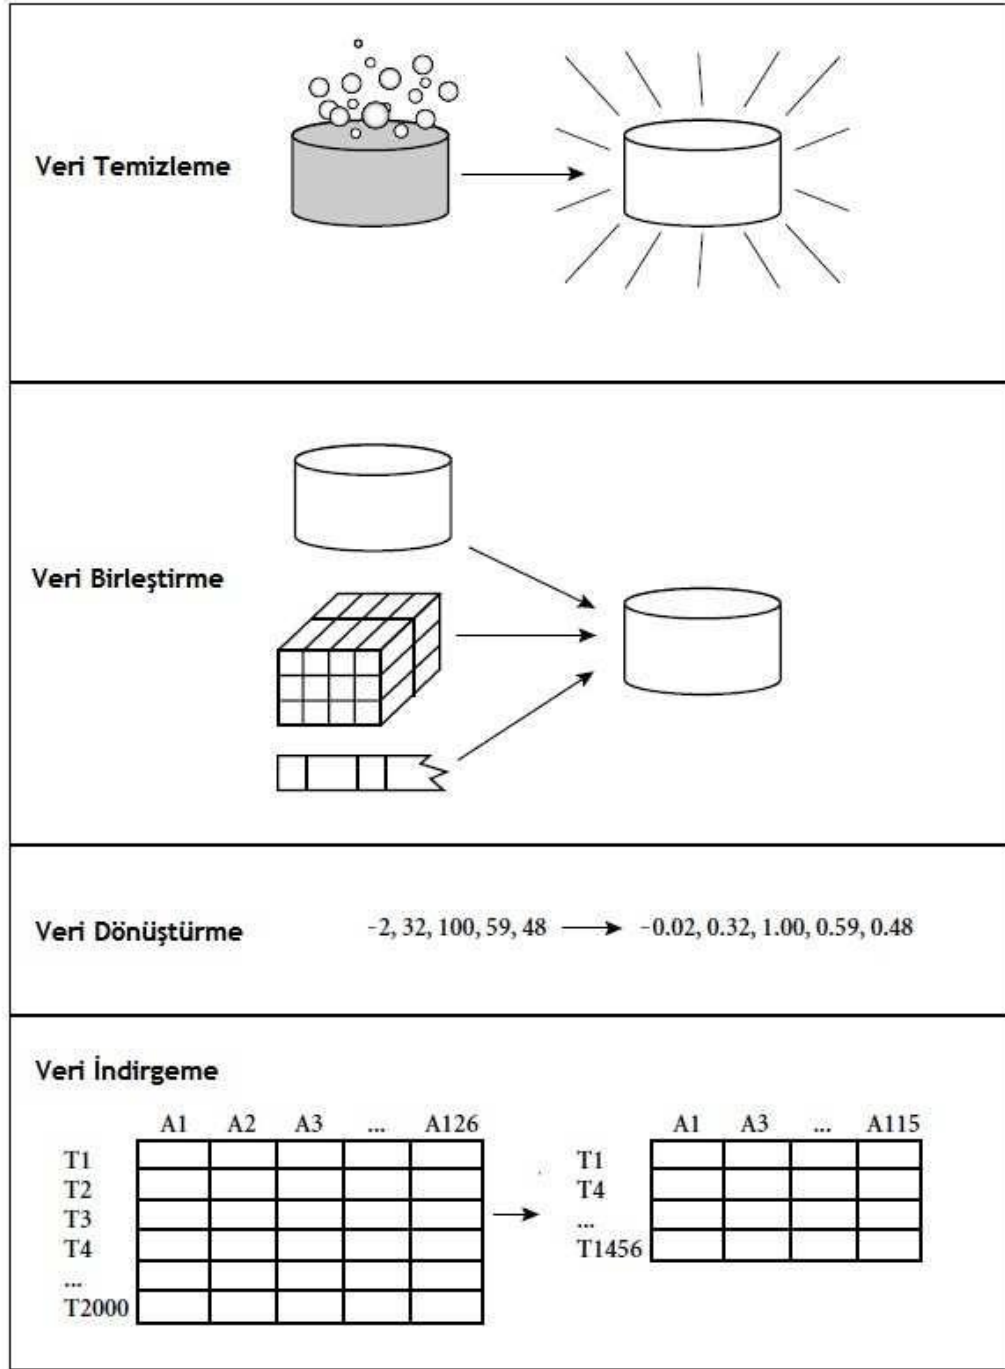 Veri Temizleme
Veri Birleştirme
Veri Dönüştürme
-2, 32, 100, 59, 48
-0.02, 0.32, 1.00, 0.59, 0.48
Veri İndirgeme
A1 A2 A3 ... A126
T1
T2
T3
T4
...
T2000
A1 A3 ... A115
T1
T4
...
T1456